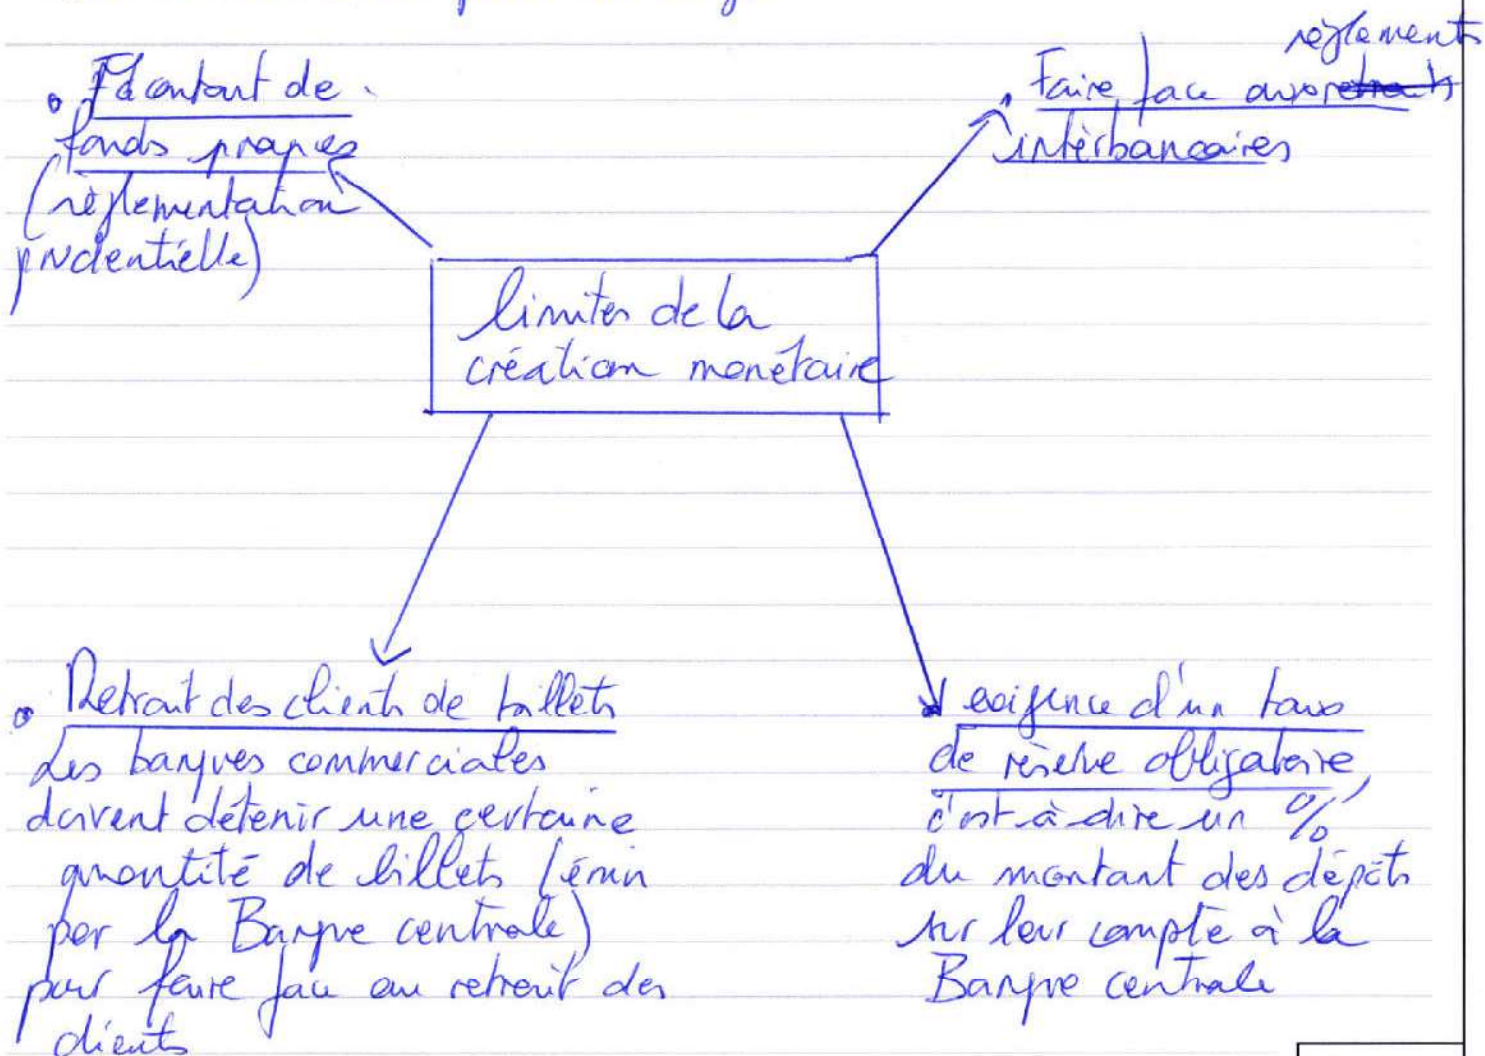 • Montant de
fonds propres
(règlementation
prudentielle)
règlements
• Faire face aux retraits
interbancaires
limites de la
création monétaire
• Retrait des clients de billets
Les banques commerciales
doivent détenir une certaine
quantité de billets (émis
par la Banque centrale)
pour faire face au retrait des
clients
exigence d'un taux
de réserve obligatoire,
c'est-à-dire un %
du montant des dépôts
sur leur compte à la
Banque centrale